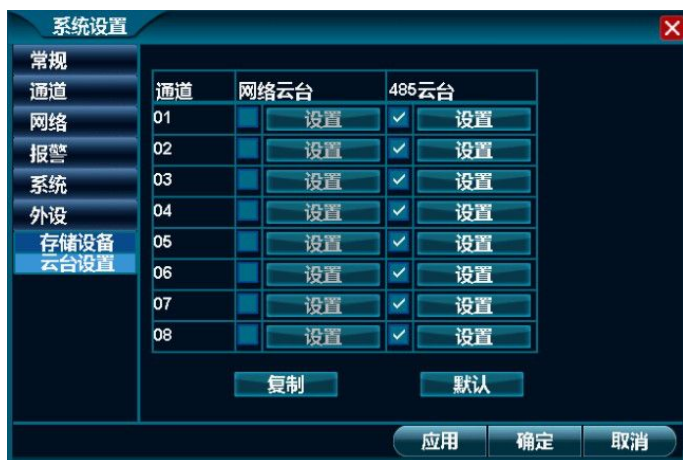 系统设置
常规
通道
网络
报警
系统
外设
存储设备
云台设置
通道 网络云台 485云台
01 设置 设置
02 设置 设置
03 设置 设置
04 设置 设置
05 设置 设置
06 设置 设置
07 设置 设置
08 设置 设置
复制 默认
应用 确定 取消